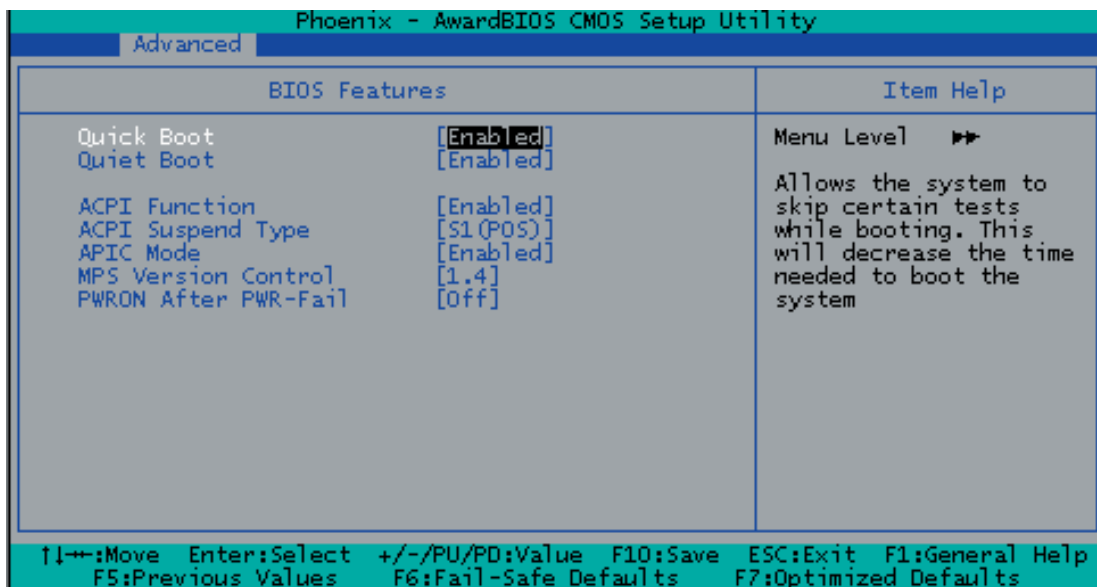 Phoenix - AwardBIOS CMOS Setup Utility
Advanced
BIOS Features
Item Help
Quick Boot [Enabled]
Quiet Boot [Enabled]
ACPI Function [Enabled]
ACPI Suspend Type [S1(POS)]
APIC Mode [Enabled]
MPS Version Control [1.4]
PWRON After PWR-Fail [Off]
Menu Level ►►
Allows the system to
skip certain tests
while booting. This
will decrease the time
needed to boot the
system
↑↓→←:Move Enter:Select +/-/PU/PD:Value F10:Save ESC:Exit F1:General Help
F5:Previous Values F6:Fail-Safe Defaults F7:Optimized Defaults